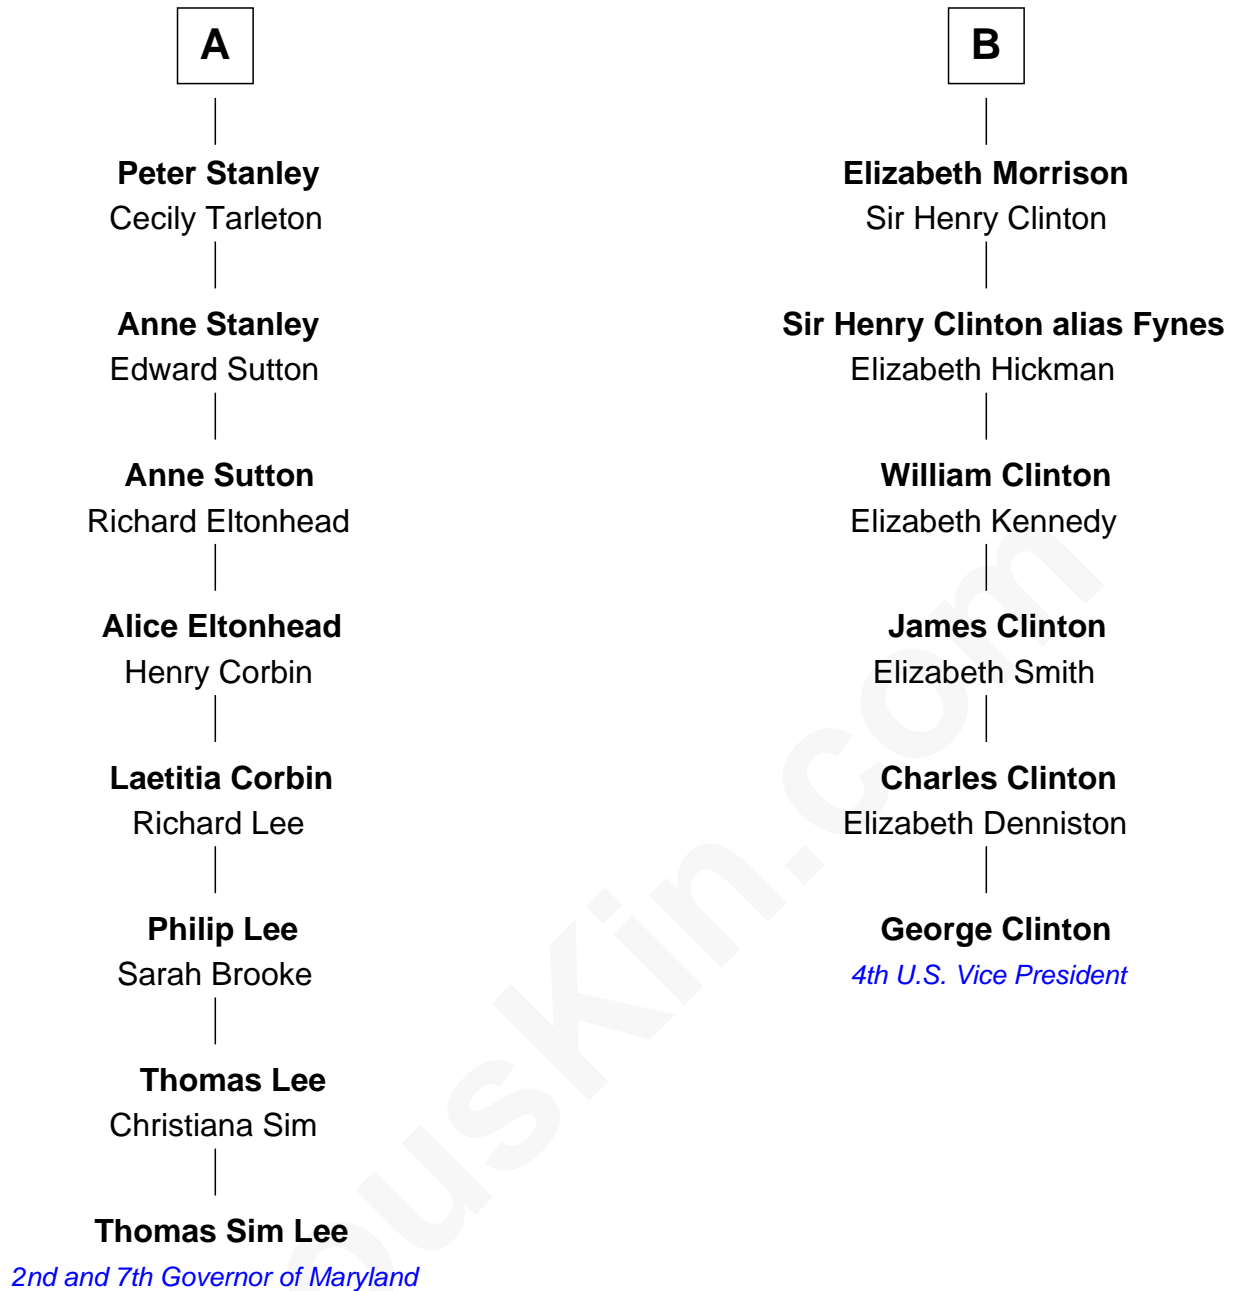 A
Peter Stanley
Cecily Tarleton
Anne Stanley
Edward Sutton
Anne Sutton
Richard Eltonhead
Alice Eltonhead
Henry Corbin
Laetitia Corbin
Richard Lee
Philip Lee
Sarah Brooke
Thomas Lee
Christiana Sim
Thomas Sim Lee
2nd and 7th Governor of Maryland
B
Elizabeth Morrison
Sir Henry Clinton
Sir Henry Clinton alias Fynes
Elizabeth Hickman
William Clinton
Elizabeth Kennedy
James Clinton
Elizabeth Smith
Charles Clinton
Elizabeth Denniston
George Clinton
4th U.S. Vice President
ousKin.com